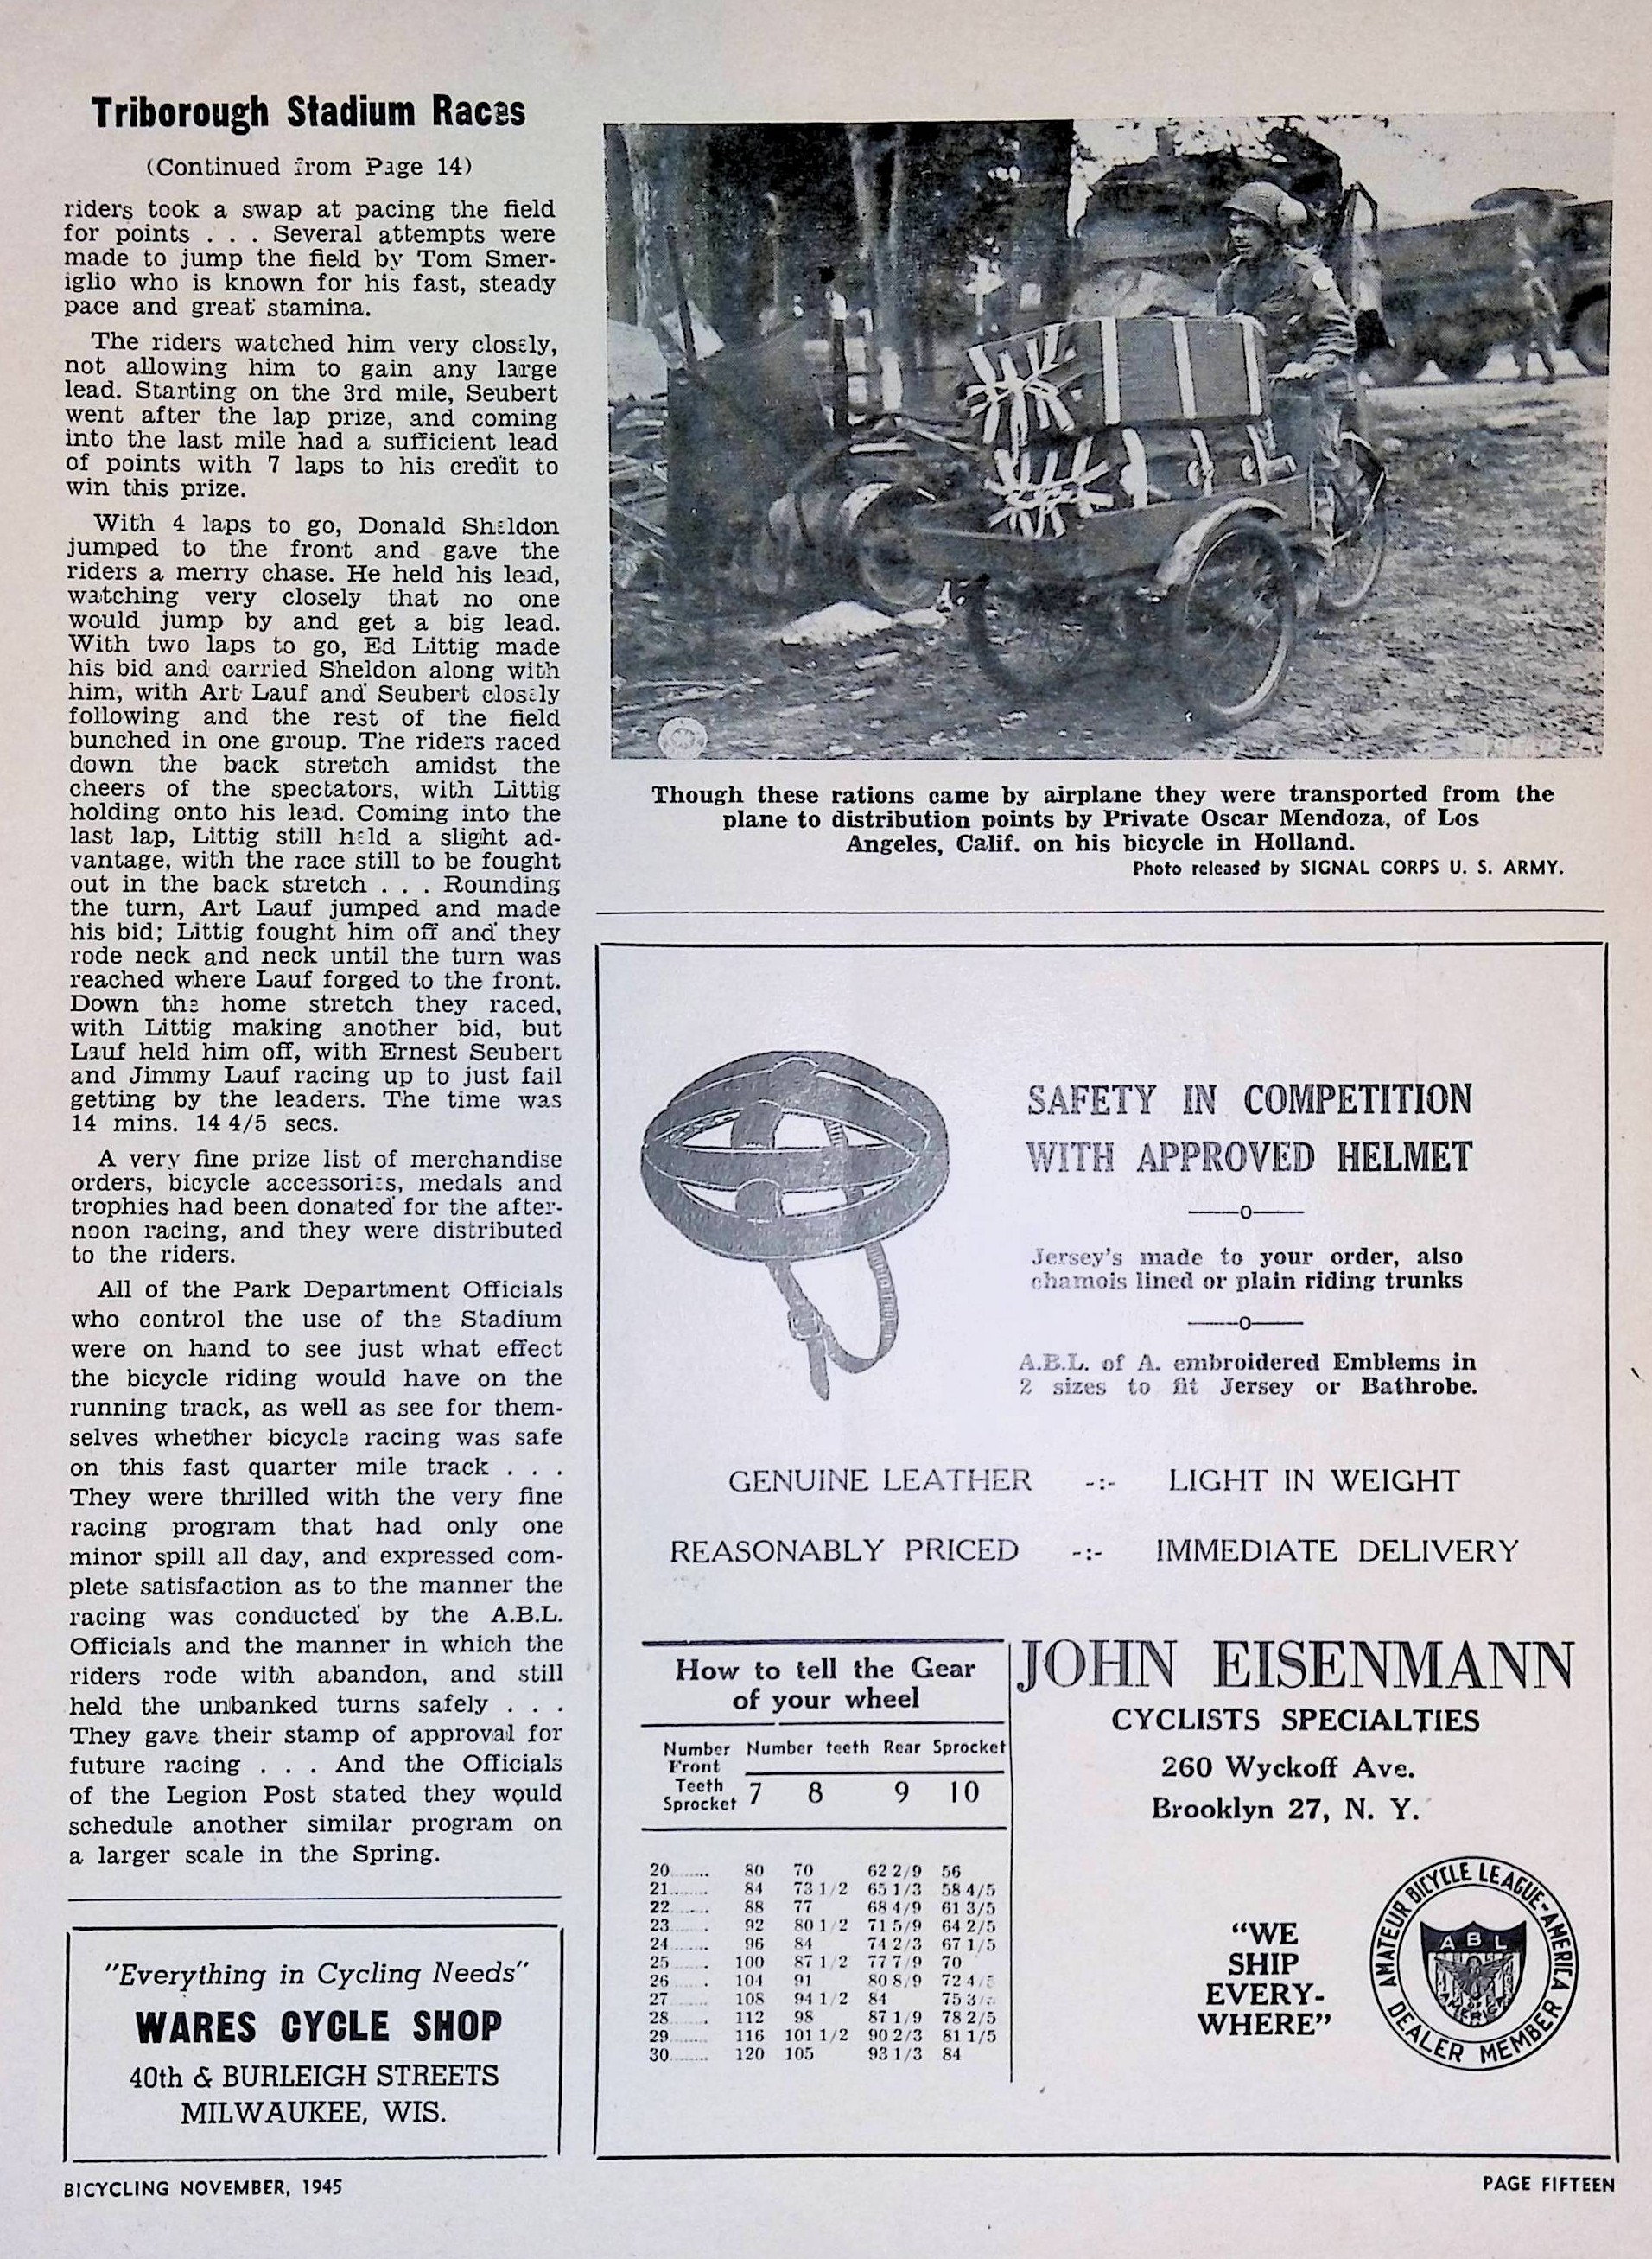 Triborough Stadium Races
(Continued from Page 14)
riders took a swap at pacing the field
for points . . . Several attempts were
made to jump the field by Tom Smer-
iglio who is known for his fast, steady
pace and great stamina.
The riders watched him very closely,
not allowing him to gain any large
lead. Starting on the 3rd mile, Seubert
went after the lap prize, and coming
into the last mile had a sufficient lead
of points with 7 laps to his credit to
win this prize.
With 4 laps to go, Donald Sheldon
jumped to the front and gave the
riders a merry chase. He held his lead,
watching very closely that no one
would jump by and get a big lead.
With two laps to go, Ed Littig made
his bid and carried Sheldon along with
him, with Art Lauf and Seubert closely
following and the rest of the field
bunched in one group. The riders raced
down the back stretch amidst the
cheers of the spectators, with Littig
holding onto his lead. Coming into the
last lap, Littig still held a slight ad-
vantage, with the race still to be fought
out in the back stretch . . . Rounding
the turn, Art Lauf jumped and made
his bid; Littig fought him off and they
rode neck and neck until the turn was
reached where Lauf forged to the front.
Down the home stretch they raced,
with Littig making another bid, but
Lauf held him off, with Ernest Seubert
and Jimmy Lauf racing up to just fail
getting by the leaders. The time was
14 mins. 14 4/5 secs.
A very fine prize list of merchandise
orders, bicycle accessories, medals and
trophies had been donated for the after-
noon racing, and they were distributed
to the riders.
All of the Park Department Officials
who control the use of the Stadium
were on hand to see just what effect
the bicycle riding would have on the
running track, as well as see for them-
selves whether bicycle racing was safe
on this fast quarter mile track . . .
They were thrilled with the very fine
racing program that had only one
minor spill all day, and expressed com-
plete satisfaction as to the manner the
racing was conducted by the A.B.L.
Officials and the manner in which the
riders rode with abandon, and still
held the unbanked turns safely . . .
They gave their stamp of approval for
future racing . . . And the Officials
of the Legion Post stated they would
schedule another similar program on
a larger scale in the Spring.
"Everything in Cycling Needs"
WARES CYCLE SHOP
40th & BURLEIGH STREETS
MILWAUKEE, WIS.
Though these rations came by airplane they were transported from the
plane to distribution points by Private Oscar Mendoza, of Los
Angeles, Calif. on his bicycle in Holland.
Photo released by SIGNAL CORPS U. S. ARMY.
SAFETY IN COMPETITION
WITH APPROVED HELMET
——o——
Jersey's made to your order, also
chamois lined or plain riding trunks
——o——
A.B.L. of A. embroidered Emblems in
2 sizes to fit Jersey or Bathrobe.
GENUINE LEATHER -:- LIGHT IN WEIGHT
REASONABLY PRICED -:- IMMEDIATE DELIVERY
How to tell the Gear
of your wheel
Number Number teeth Rear Sprocket
Front
Teeth
Sprocket 7 8 9 10
20........ 80 70 62 2/9 56
21........ 84 73 1/2 65 1/3 58 4/5
22........ 88 77 68 4/9 61 3/5
23........ 92 80 1/2 71 5/9 64 2/5
24........ 96 84 74 2/3 67 1/5
25........ 100 87 1/2 77 7/9 70
26........ 104 91 80 8/9 72 4/5
27........ 108 94 1/2 84 75 3/5
28........ 112 98 87 1/9 78 2/5
29........ 116 101 1/2 90 2/3 81 1/5
30........ 120 105 93 1/3 84
JOHN EISENMANN
CYCLISTS SPECIALTIES
260 Wyckoff Ave.
Brooklyn 27, N. Y.
"WE
SHIP
EVERY-
WHERE"
AMATEUR BICYCLE LEAGUE-AMERICA
A B L
OF
AMERICA
DEALER MEMBER
BICYCLING NOVEMBER, 1945
PAGE FIFTEEN